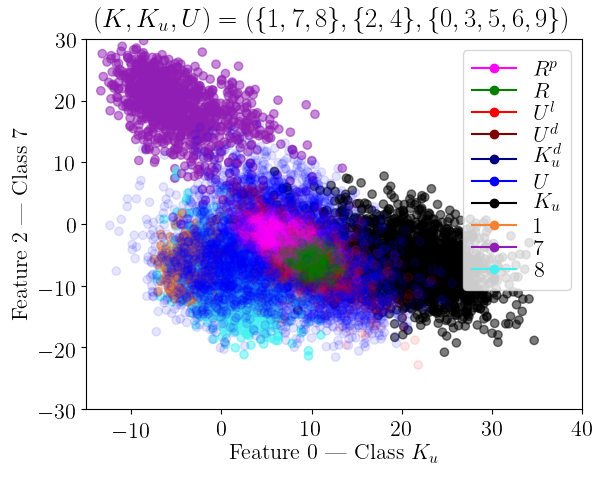 (K, K_u, U) = ({1, 7, 8}, {2, 4}, {0, 3, 5, 6, 9})
30
20
10
0
−10
−20
−30
Feature 2 — Class 7
R^p
R
U^l
U^d
K_u^d
U
K_u
1
7
8
−10
0
10
20
30
40
Feature 0 — Class K_u